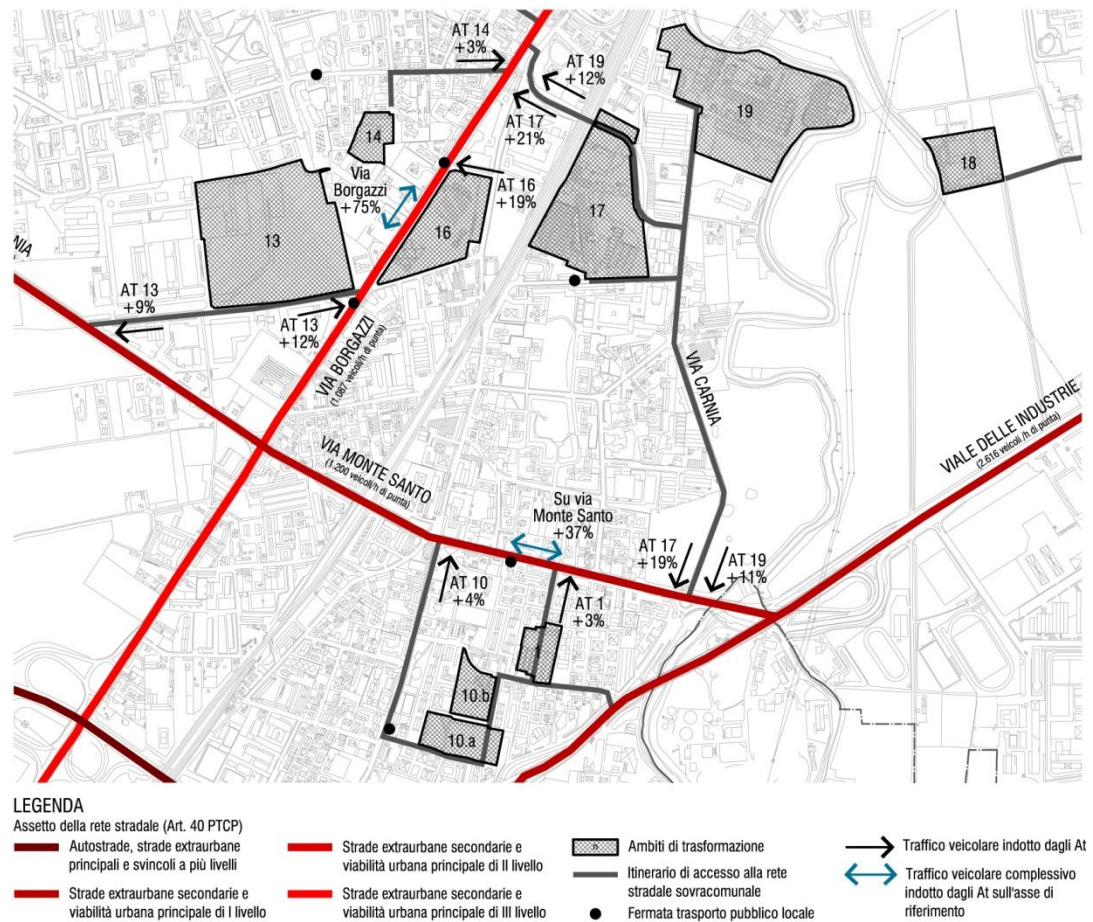 AT 14
+3%
AT 19
+12%
AT 17
+21%
19
14
18
Via
Borgazzi
+75%
AT 16
+19%
17
13
16
NIA
AT 13
+9%
AT 13
+12%
VIA BORGAZZI
(1.087 veicoli/h di punta)
VIA CARNIA
VIALE DELLE INDUSTRIE
(2.616 veicoli /h di punta)
VIA MONTE SANTO
(1.200 veicoli/h di punta)
Su via
Monte Santo
+37%
AT 17
+19%
AT 19
+11%
AT 10
+4%
AT 1
+3%
10.b
10.a
LEGENDA
Assetto della rete stradale (Art. 40 PTCP)
Autostrade, strade extraurbane
principali e svincoli a più livelli
Strade extraurbane secondarie e
viabilità urbana principale di I livello
Strade extraurbane secondarie e
viabilità urbana principale di II livello
Strade extraurbane secondarie e
viabilità urbana principale di III livello
n
Ambiti di trasformazione
Itinerario di accesso alla rete
stradale sovracomunale
Fermata trasporto pubblico locale
Traffico veicolare indotto dagli At
Traffico veicolare complessivo
indotto dagli At sull'asse di
riferimento